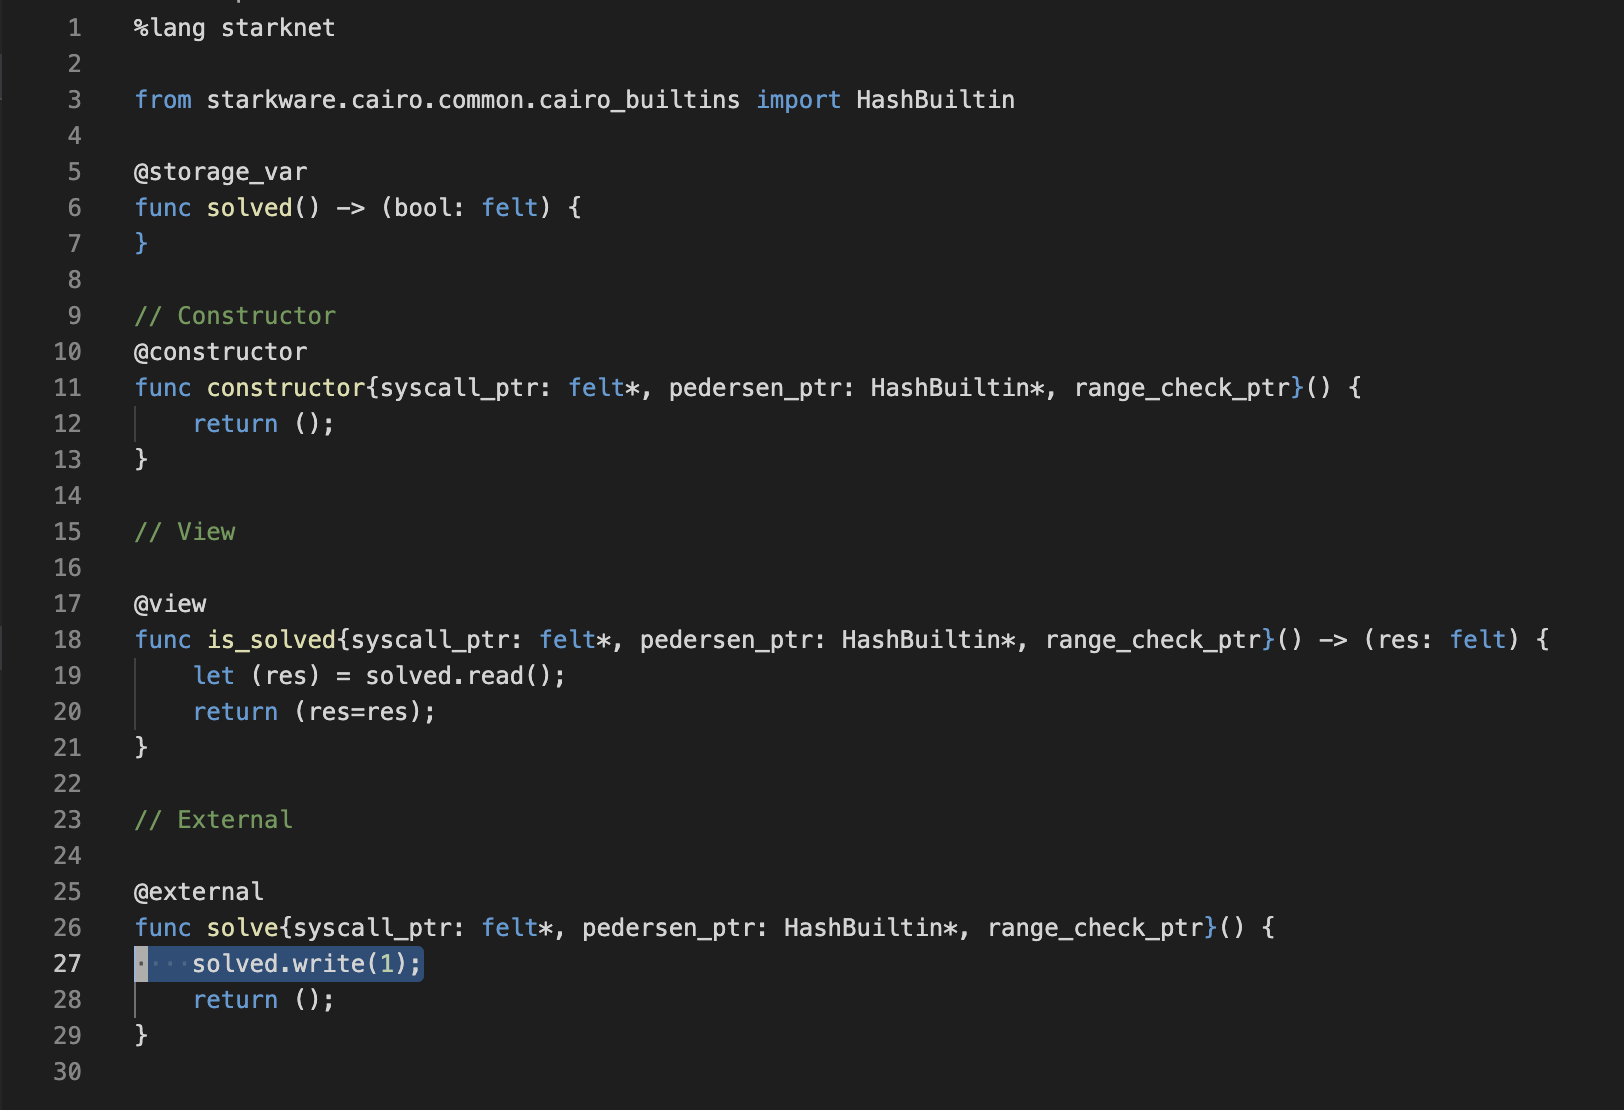 1 %lang starknet
2
3 from starkware.cairo.common.cairo_builtins import HashBuiltin
4
5 @storage_var
6 func solved() -> (bool: felt) {
7 }
8
9 // Constructor
10 @constructor
11 func constructor{syscall_ptr: felt*, pedersen_ptr: HashBuiltin*, range_check_ptr}() {
12     return ();
13 }
14
15 // View
16
17 @view
18 func is_solved{syscall_ptr: felt*, pedersen_ptr: HashBuiltin*, range_check_ptr}() -> (res: felt) {
19     let (res) = solved.read();
20     return (res=res);
21 }
22
23 // External
24
25 @external
26 func solve{syscall_ptr: felt*, pedersen_ptr: HashBuiltin*, range_check_ptr}() {
27     solved.write(1);
28     return ();
29 }
30